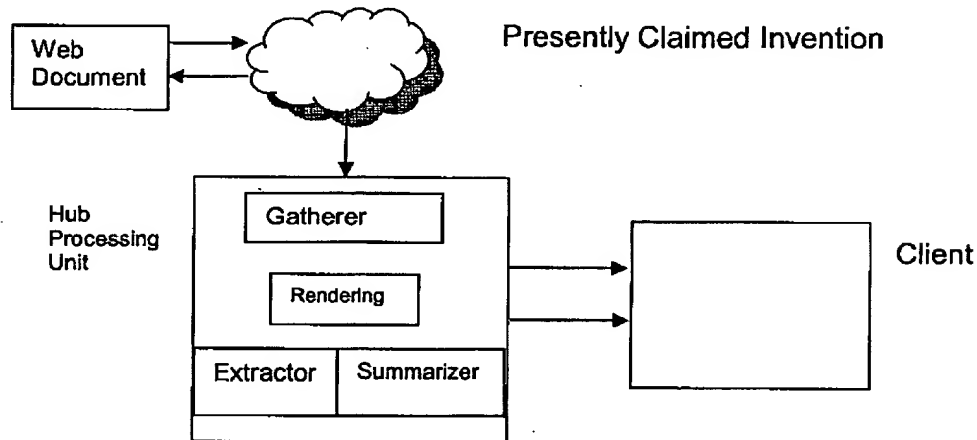 Presently Claimed Invention
Web
Document
Hub
Processing
Unit
Gatherer
Rendering
Extractor
Summarizer
Client